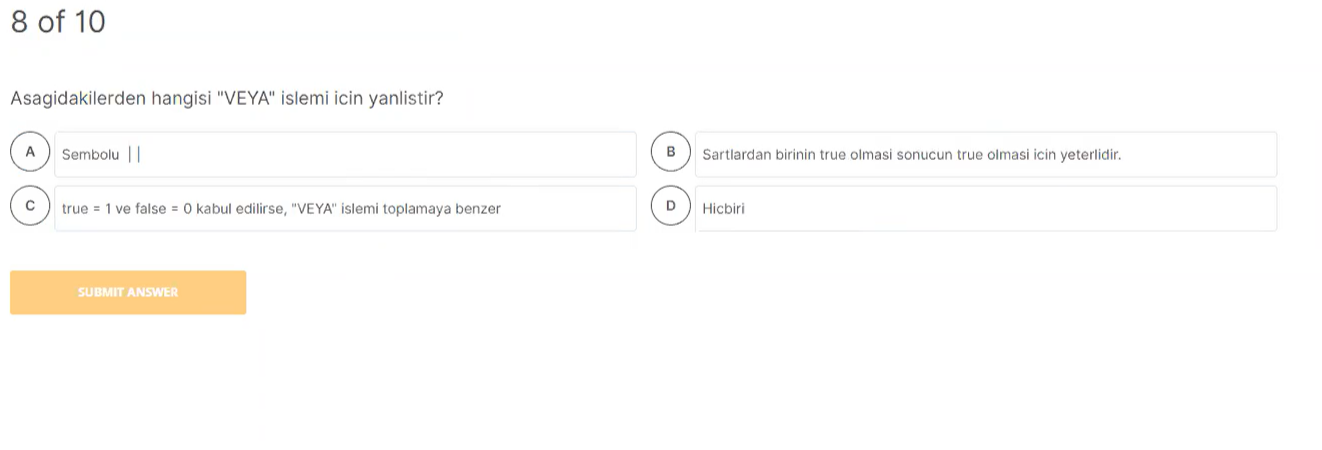 8 of 10
Asagidakilerden hangisi "VEYA" islemi icin yanlistir?
A Sembolu ||
B Sartlardan birinin true olmasi sonucun true olmasi icin yeterlidir.
C true = 1 ve false = 0 kabul edilirse, "VEYA" islemi toplamaya benzer
D Hicbiri
SUBMIT ANSWER